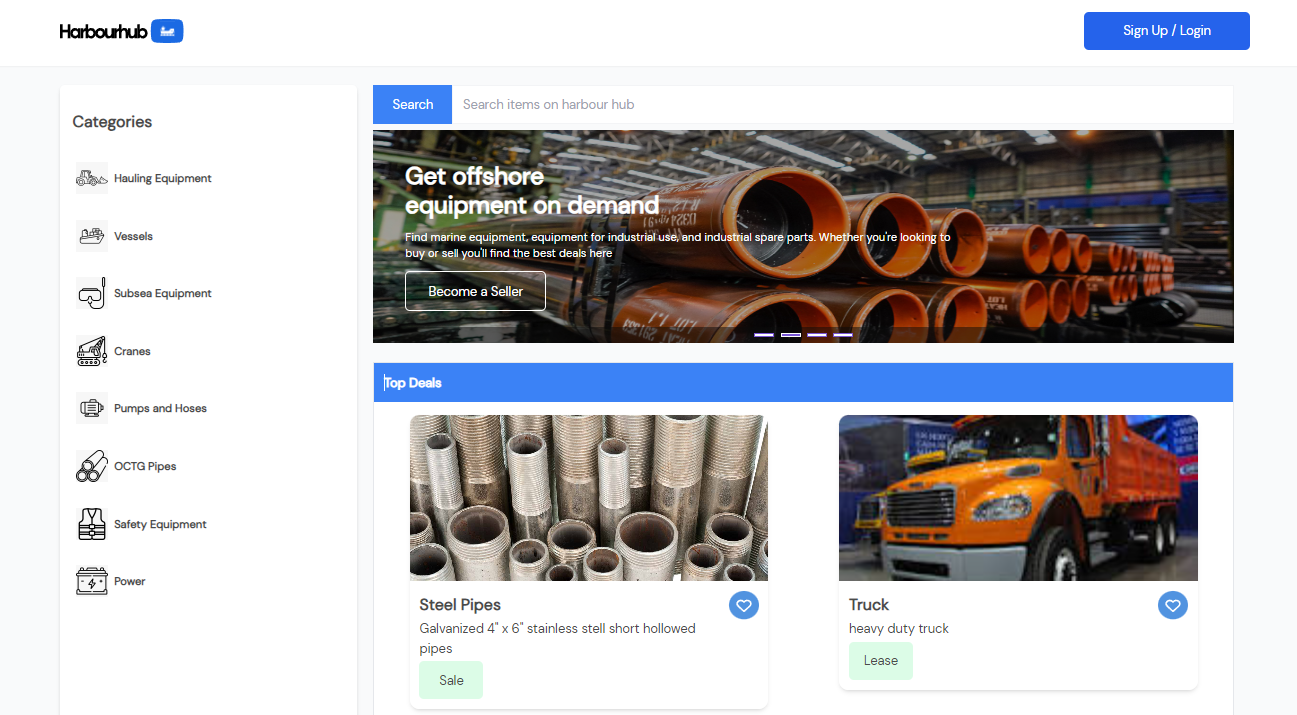 Harbourhub
Sign Up / Login
Categories
Hauling Equipment
Vessels
Subsea Equipment
Cranes
Pumps and Hoses
OCTG Pipes
Safety Equipment
Power
Search
Search items on harbour hub
Get offshore
equipment on demand
Find marine equipment, equipment for industrial use, and industrial spare parts. Whether you're looking to
buy or sell you'll find the best deals here
Become a Seller
Top Deals
Steel Pipes
Galvanized 4" x 6" stainless stell short hollowed
pipes
Sale
Truck
heavy duty truck
Lease